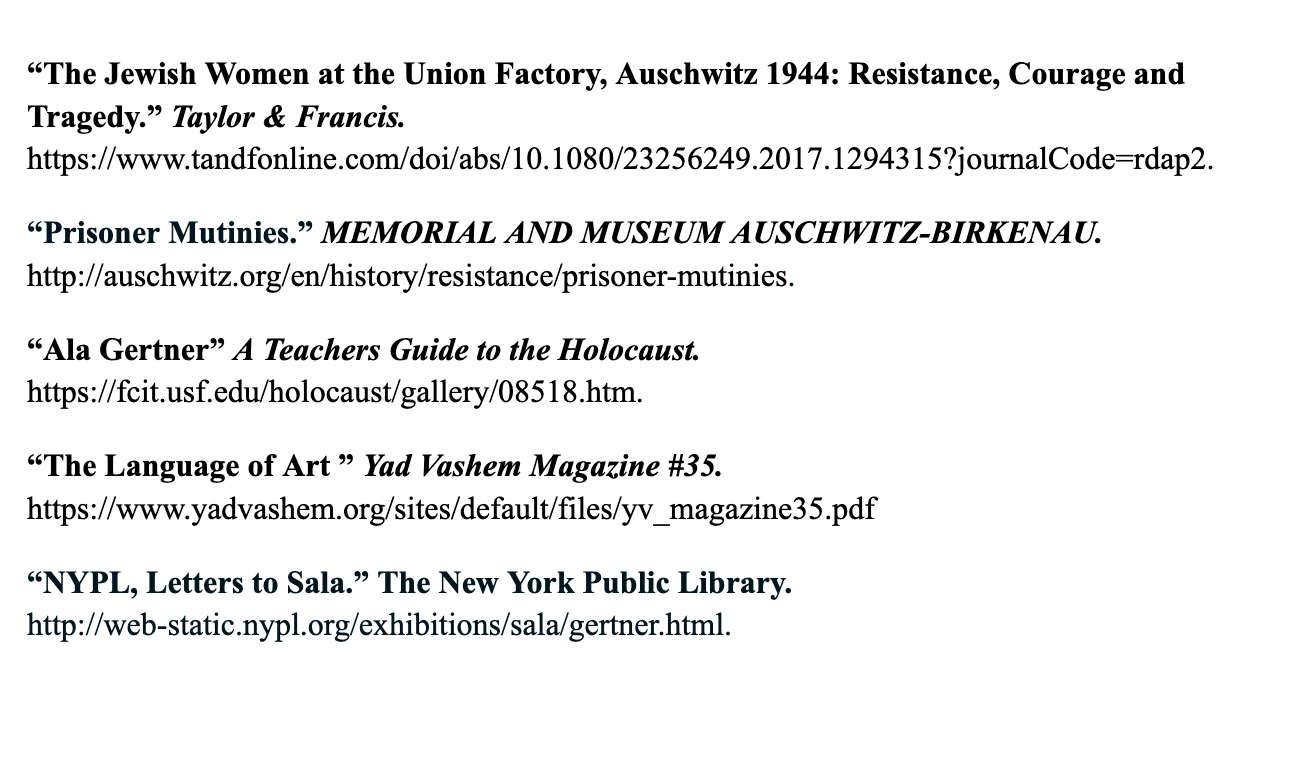 “The Jewish Women at the Union Factory, Auschwitz 1944: Resistance, Courage and
Tragedy.” Taylor & Francis.
https://www.tandfonline.com/doi/abs/10.1080/23256249.2017.1294315?journalCode=rdap2.
“Prisoner Mutinies.” MEMORIAL AND MUSEUM AUSCHWITZ-BIRKENAU.
http://auschwitz.org/en/history/resistance/prisoner-mutinies.
“Ala Gertner” A Teachers Guide to the Holocaust.
https://fcit.usf.edu/holocaust/gallery/08518.htm.
“The Language of Art ” Yad Vashem Magazine #35.
https://www.yadvashem.org/sites/default/files/yv_magazine35.pdf
“NYPL, Letters to Sala.” The New York Public Library.
http://web-static.nypl.org/exhibitions/sala/gertner.html.